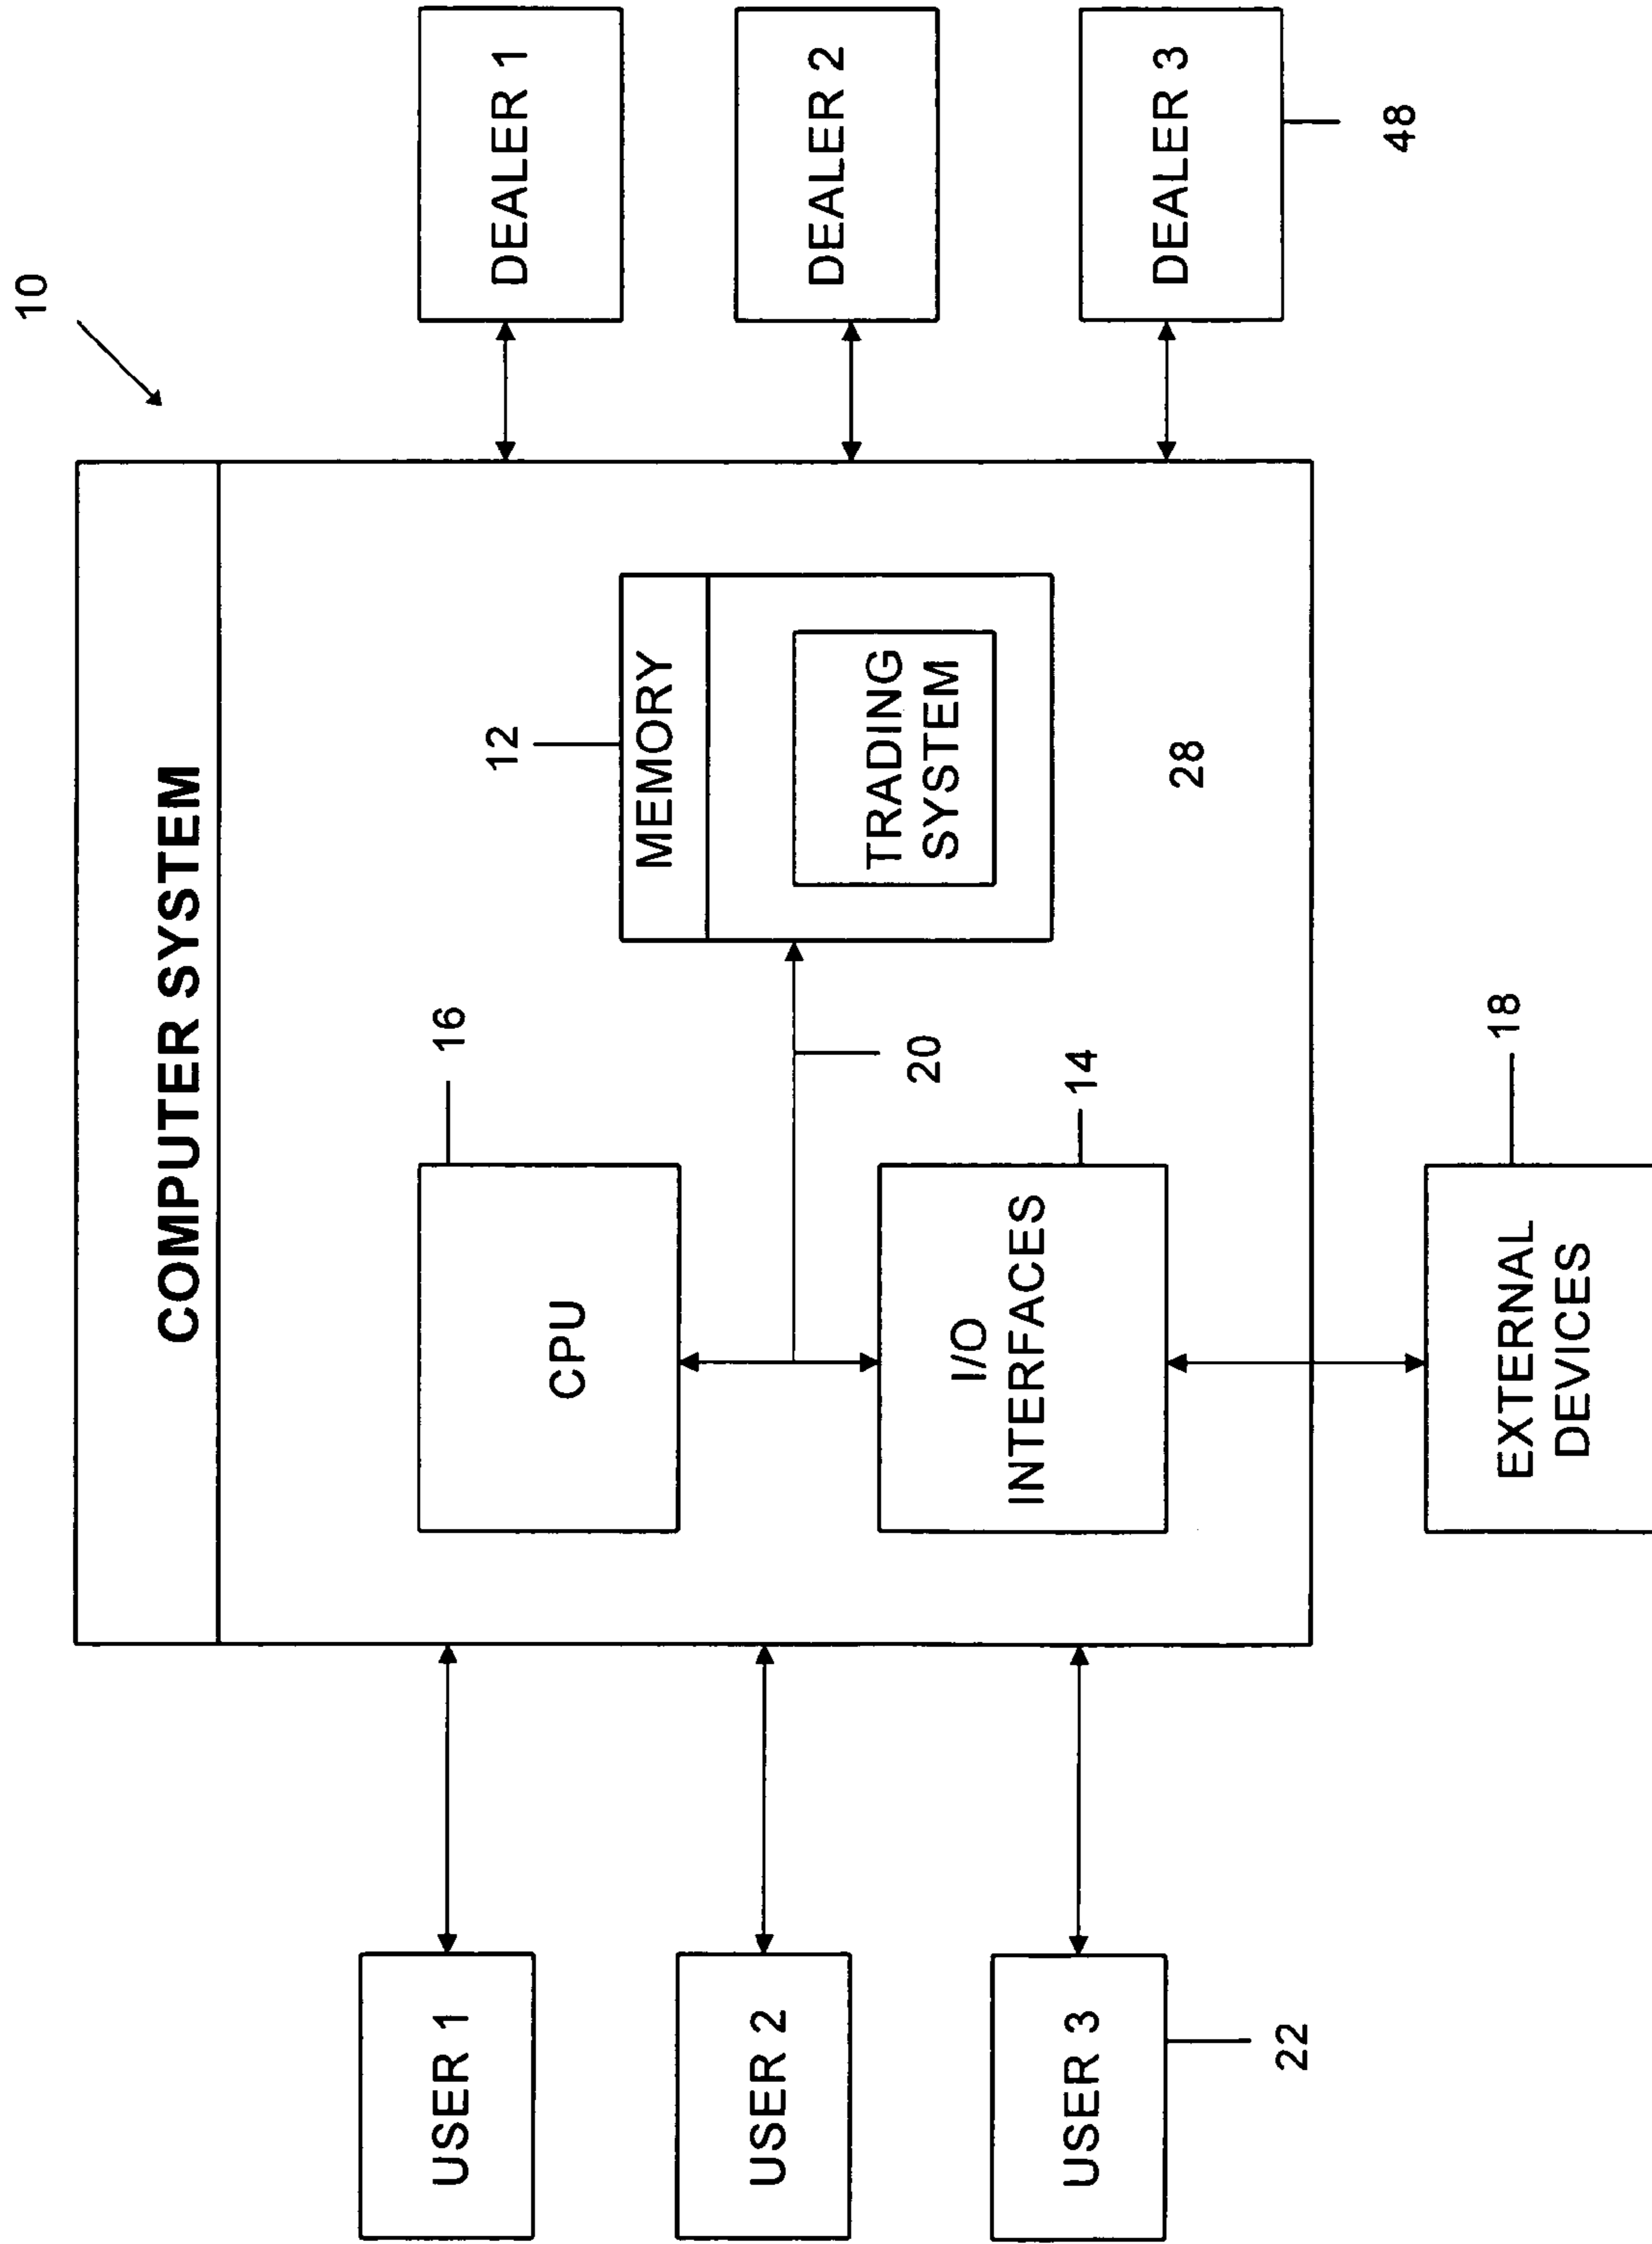 10
COMPUTER SYSTEM
USER 1
USER 2
USER 3
22
16
CPU
20
14
I/O
INTERFACES
12
MEMORY
TRADING
SYSTEM
28
DEALER 1
DEALER 2
DEALER 3
48
18
EXTERNAL
DEVICES